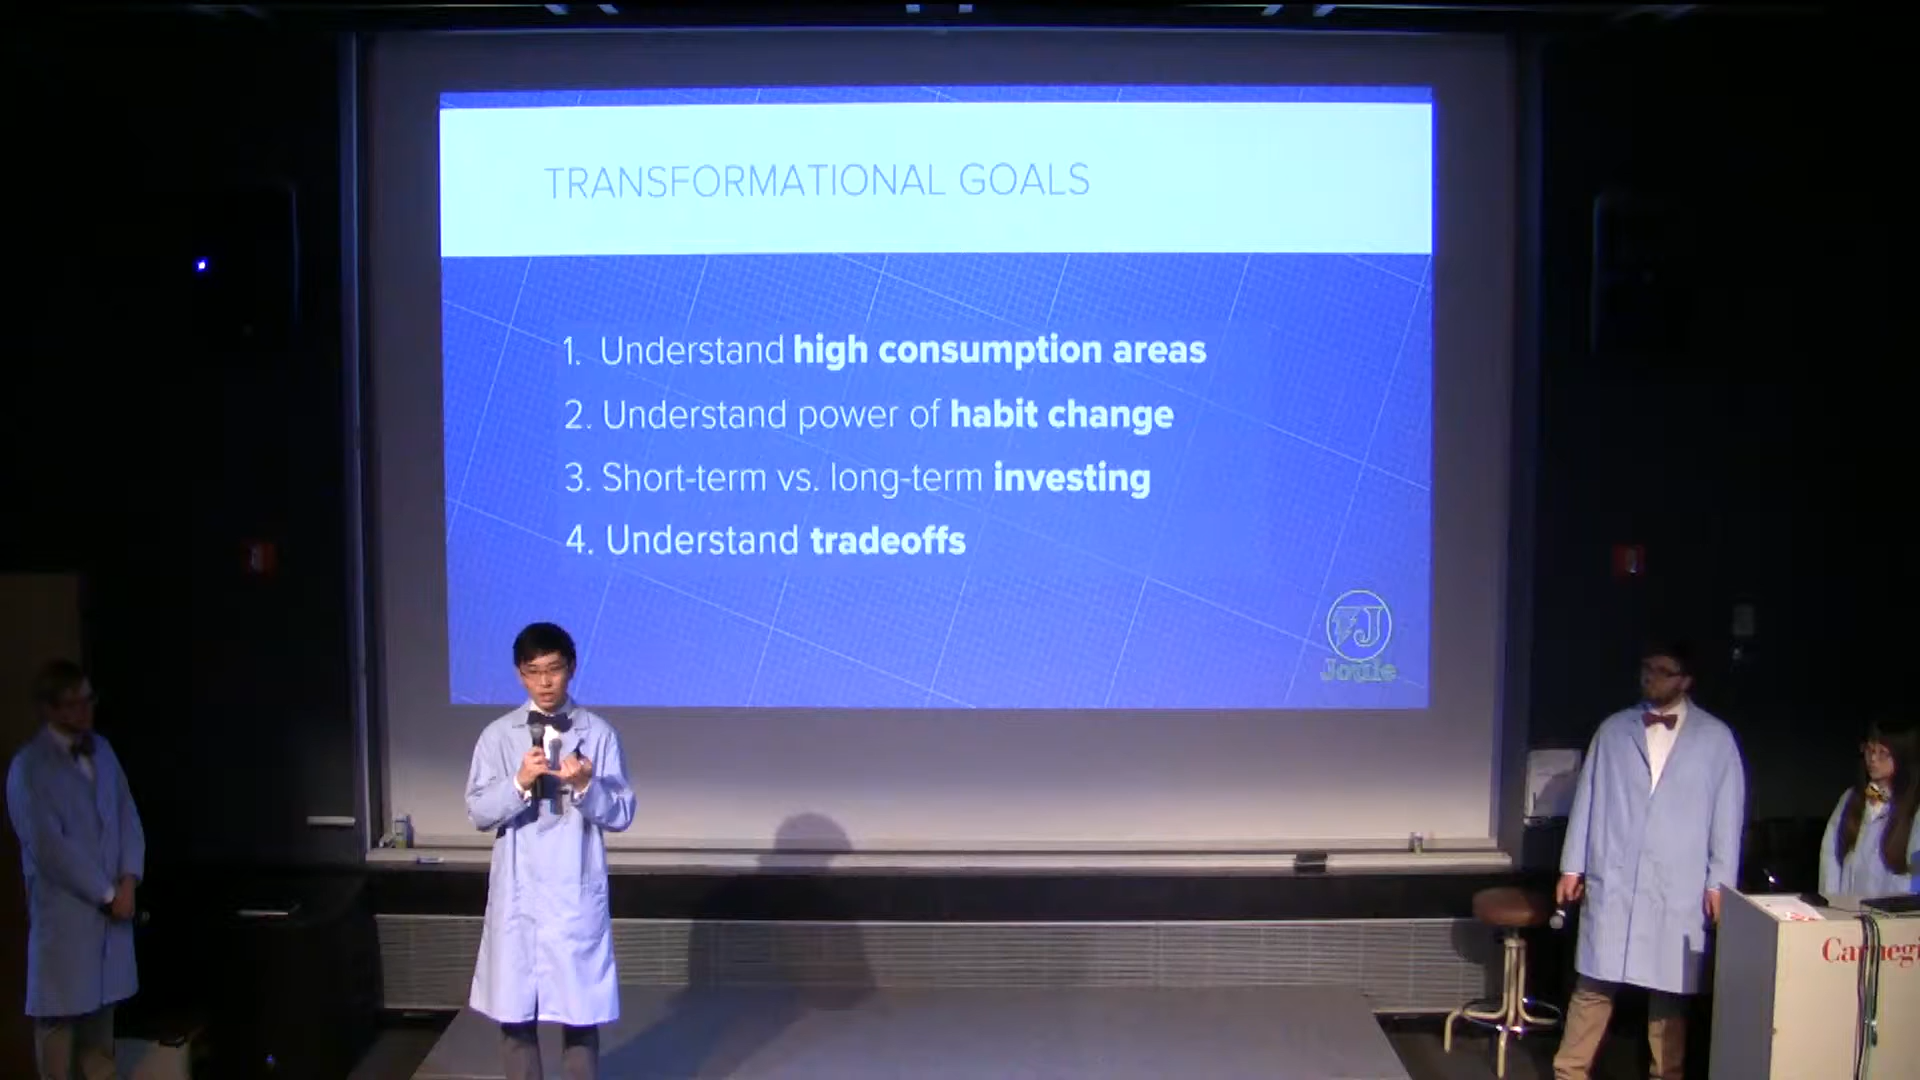 TRANSFORMATIONAL GOALS
1. Understand high consumption areas
2. Understand power of habit change
3. Short-term vs. long-term investing
4. Understand tradeoffs
J
Joule
Carnegi